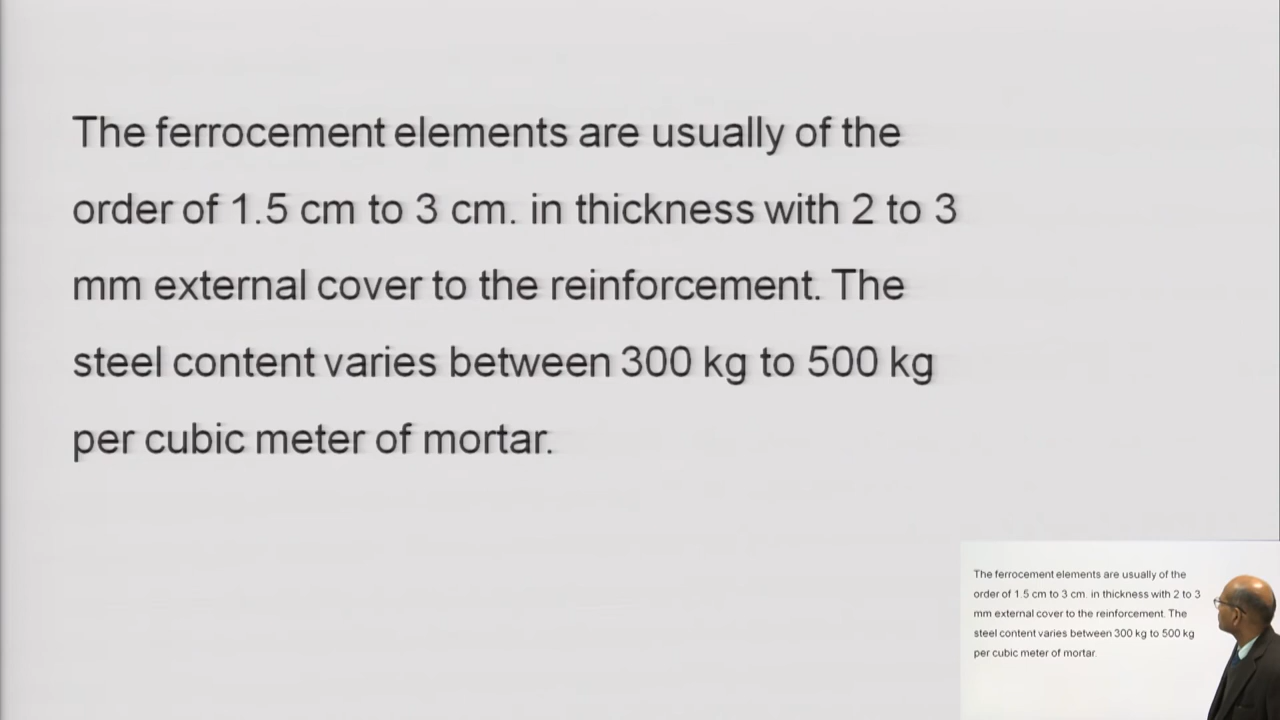 The ferrocement elements are usually of the
order of 1.5 cm to 3 cm. in thickness with 2 to 3
mm external cover to the reinforcement. The
steel content varies between 300 kg to 500 kg
per cubic meter of mortar.
The ferrocement elements are usually of the
order of 1.5 cm to 3 cm. in thickness with 2 to 3
mm external cover to the reinforcement. The
steel content varies between 300 kg to 500 kg
per cubic meter of mortar.